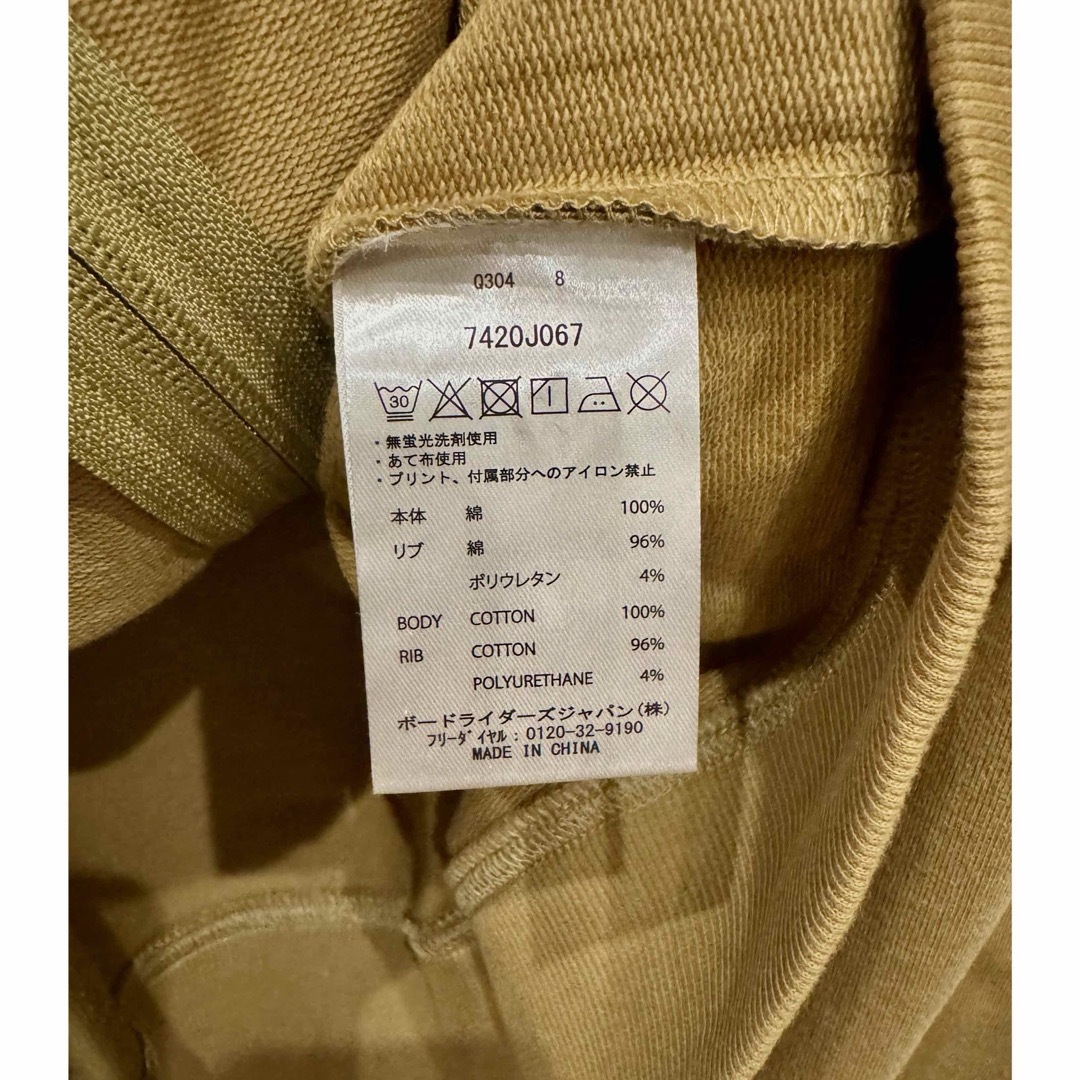 Q304 8
7420J067
30
・無蛍光洗剤使用
・あて布使用
・プリント、付属部分へのアイロン禁止
本体 綿 100%
リブ 綿 96%
ポリウレタン 4%
BODY COTTON 100%
RIB COTTON 96%
POLYURETHANE 4%
ボードライダーズジャパン(株)
フリーダイヤル:0120-32-9190
MADE IN CHINA